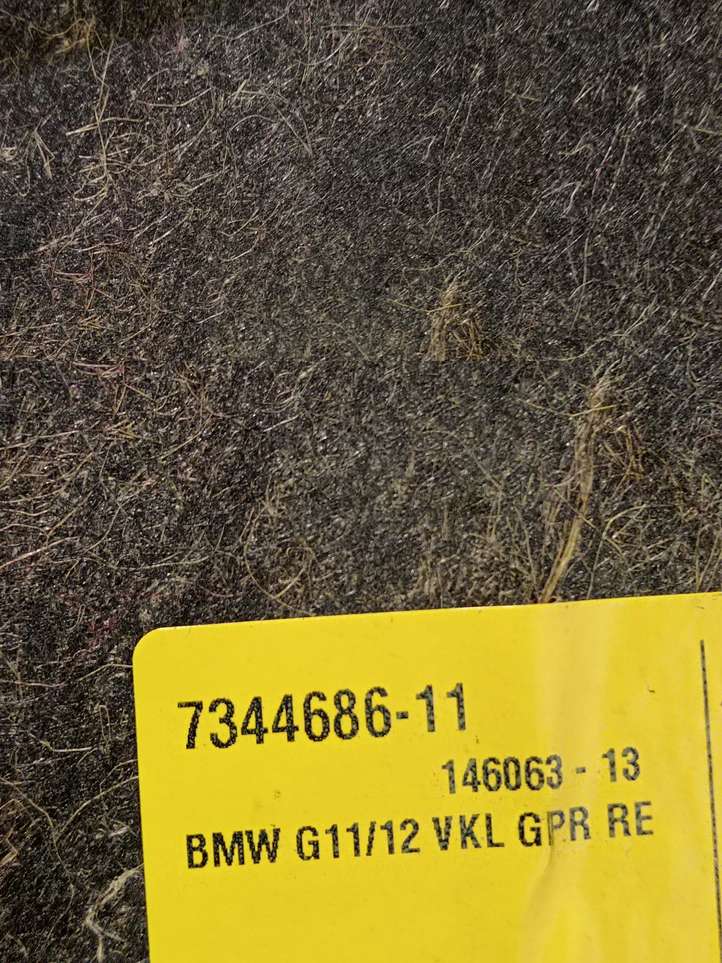 7344686-11
146063 - 13
BMW G11/12 VKL GPR RE